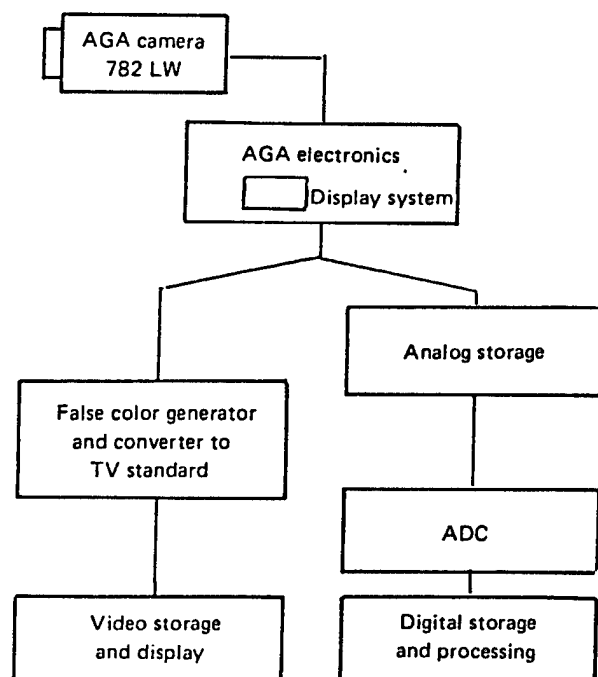 AGA camera
782 LW
AGA electronics
Display system
Analog storage
False color generator
and converter to
TV standard
ADC
Video storage
and display
Digital storage
and processing